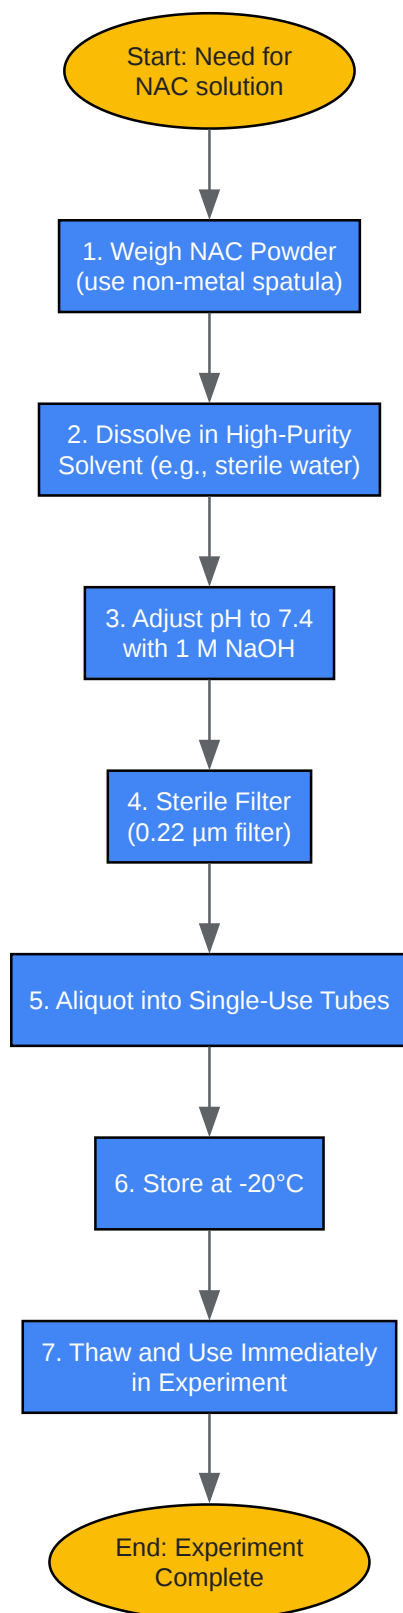 Start: Need for
NAC solution
1. Weigh NAC Powder
(use non-metal spatula)
2. Dissolve in High-Purity
Solvent (e.g., sterile water)
3. Adjust pH to 7.4
with 1 M NaOH
4. Sterile Filter
(0.22 µm filter)
5. Aliquot into Single-Use Tubes
6. Store at -20°C
7. Thaw and Use Immediately
in Experiment
End: Experiment
Complete